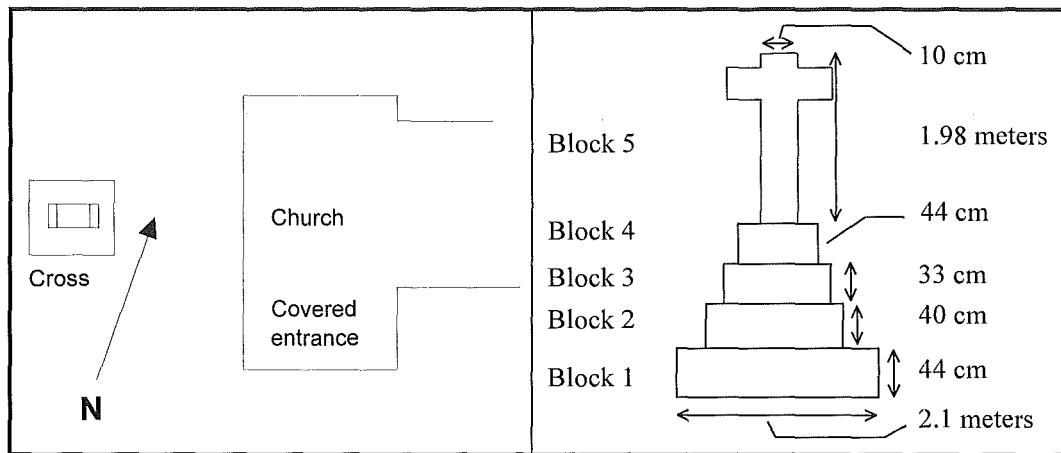 Church
Cross
Covered
entrance
N
10 cm
Block 5
1.98 meters
Block 4
44 cm
Block 3
33 cm
Block 2
40 cm
Block 1
44 cm
2.1 meters